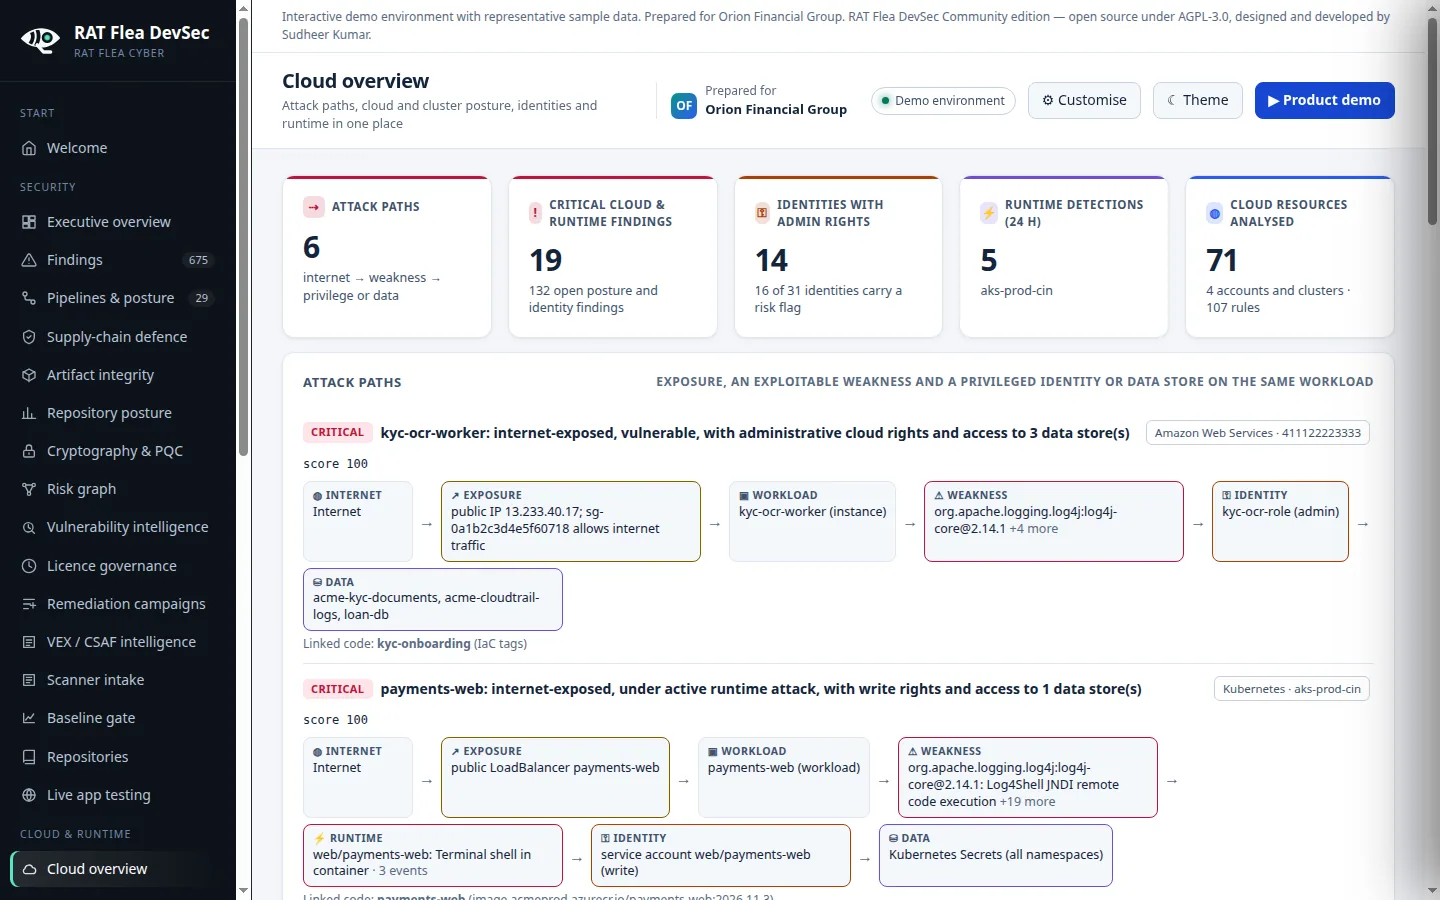 RAT Flea DevSec
RAT FLEA CYBER
START
Welcome
SECURITY
Executive overview
Findings 675
Pipelines & posture 29
Supply-chain defence
Artifact integrity
Repository posture
Cryptography & PQC
Risk graph
Vulnerability intelligence
Licence governance
Remediation campaigns
VEX / CSAF intelligence
Scanner intake
Baseline gate
Repositories
Live app testing
CLOUD & RUNTIME
Cloud overview
Interactive demo environment with representative sample data. Prepared for Orion Financial Group. RAT Flea DevSec Community edition — open source under AGPL-3.0, designed and developed by
Sudheer Kumar.
Cloud overview
Attack paths, cloud and cluster posture, identities and
runtime in one place
OF
Prepared for
Orion Financial Group
Demo environment
⚙ Customise
☾ Theme
▶ Product demo
ATTACK PATHS
6
internet → weakness →
privilege or data
! CRITICAL CLOUD &
RUNTIME FINDINGS
19
132 open posture and
identity findings
IDENTITIES WITH
ADMIN RIGHTS
14
16 of 31 identities carry a
risk flag
RUNTIME DETECTIONS
(24 H)
5
aks-prod-cin
CLOUD RESOURCES
ANALYSED
71
4 accounts and clusters ·
107 rules
ATTACK PATHS
EXPOSURE, AN EXPLOITABLE WEAKNESS AND A PRIVILEGED IDENTITY OR DATA STORE ON THE SAME WORKLOAD
CRITICAL kyc-ocr-worker: internet-exposed, vulnerable, with administrative cloud rights and access to 3 data store(s)
Amazon Web Services · 411122223333
score 100
INTERNET
Internet
→
↗ EXPOSURE
public IP 13.233.40.17; sg-
0a1b2c3d4e5f60718 allows internet
traffic
→
WORKLOAD
kyc-ocr-worker (instance)
→
⚠ WEAKNESS
org.apache.logging.log4j:log4j-
core@2.14.1 +4 more
→
IDENTITY
kyc-ocr-role (admin)
→
DATA
acme-kyc-documents, acme-cloudtrail-
logs, loan-db
Linked code: kyc-onboarding (IaC tags)
CRITICAL payments-web: internet-exposed, under active runtime attack, with write rights and access to 1 data store(s)
Kubernetes · aks-prod-cin
score 100
INTERNET
Internet
→
↗ EXPOSURE
public LoadBalancer payments-web
→
WORKLOAD
payments-web (workload)
→
⚠ WEAKNESS
org.apache.logging.log4j:log4j-
core@2.14.1: Log4Shell JNDI remote
code execution +19 more
→
⚡ RUNTIME
web/payments-web: Terminal shell in
container · 3 events
→
IDENTITY
service account web/payments-web
(write)
→
DATA
Kubernetes Secrets (all namespaces)
Linked code: payments-web (image acmeprod.azurecr.io/payments-web:2026.11.3)